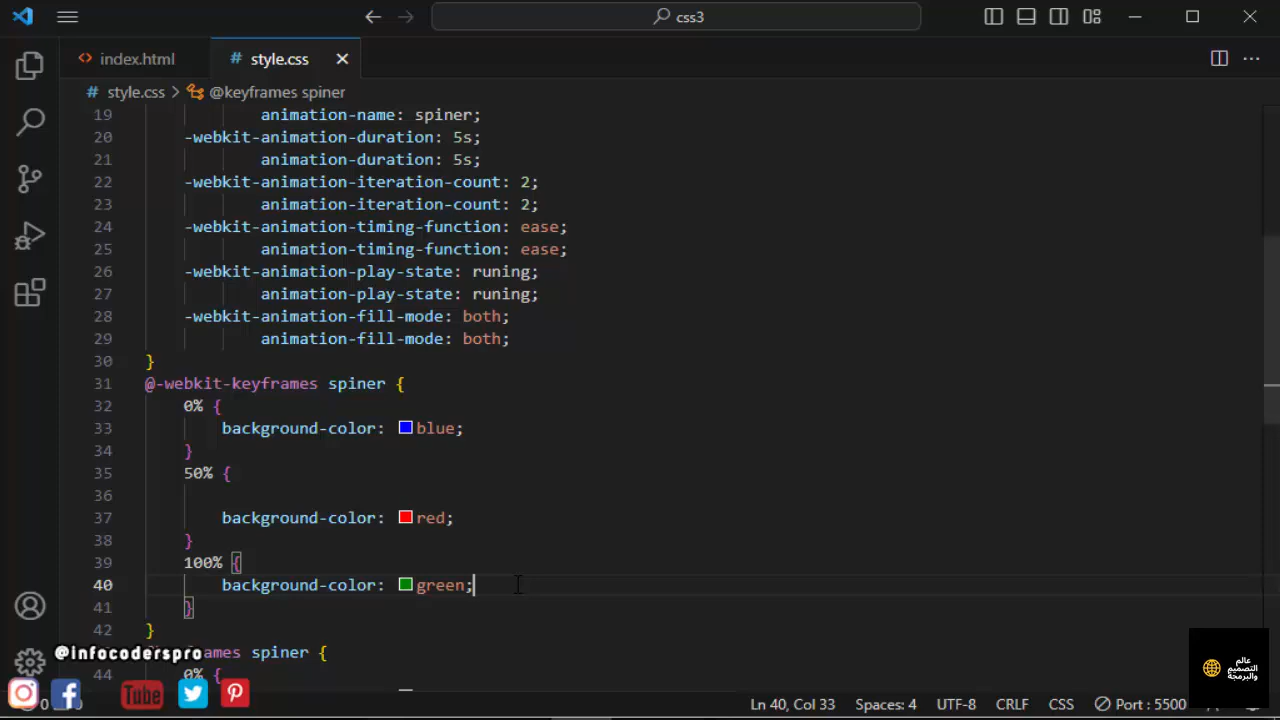 css3
index.html
style.css
style.css > @keyframes spiner
19 animation-name: spiner;
20 -webkit-animation-duration: 5s;
21 animation-duration: 5s;
22 -webkit-animation-iteration-count: 2;
23 animation-iteration-count: 2;
24 -webkit-animation-timing-function: ease;
25 animation-timing-function: ease;
26 -webkit-animation-play-state: runing;
27 animation-play-state: runing;
28 -webkit-animation-fill-mode: both;
29 animation-fill-mode: both;
30 }
31 @-webkit-keyframes spiner {
32 0% {
33 background-color: blue;
34 }
35 50% {
36
37 background-color: red;
38 }
39 100% {
40 background-color: green;
41 }
42 }
@infocoderspro
ames spiner {
44 0% {
عالم
التصميم
والبرمجة
Tube
Ln 40, Col 33 Spaces: 4 UTF-8 CRLF CSS Port : 5500